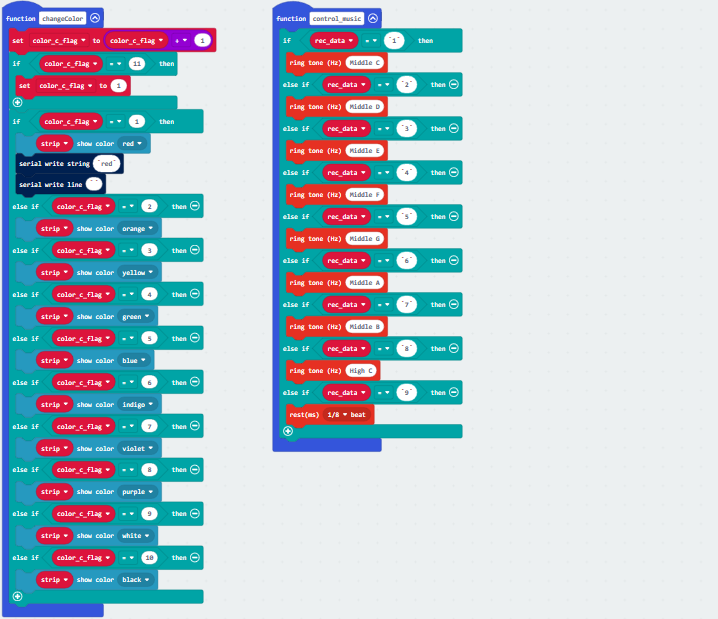 function changeColor
set color_c_flag to color_c_flag + 1
if color_c_flag = 11 then
set color_c_flag to 1
if color_c_flag = 1 then
strip show color red
serial write string "red"
serial write line " "
else if color_c_flag = 2 then
strip show color orange
else if color_c_flag = 3 then
strip show color yellow
else if color_c_flag = 4 then
strip show color green
else if color_c_flag = 5 then
strip show color blue
else if color_c_flag = 6 then
strip show color indigo
else if color_c_flag = 7 then
strip show color violet
else if color_c_flag = 8 then
strip show color purple
else if color_c_flag = 9 then
strip show color white
else if color_c_flag = 10 then
strip show color black
function control_music
if rec_data = "1" then
ring tone (Hz) Middle C
else if rec_data = "2" then
ring tone (Hz) Middle D
else if rec_data = "3" then
ring tone (Hz) Middle E
else if rec_data = "4" then
ring tone (Hz) Middle F
else if rec_data = "5" then
ring tone (Hz) Middle G
else if rec_data = "6" then
ring tone (Hz) Middle A
else if rec_data = "7" then
ring tone (Hz) Middle B
else if rec_data = "8" then
ring tone (Hz) High C
else if rec_data = "9" then
rest(ms) 1/8 beat